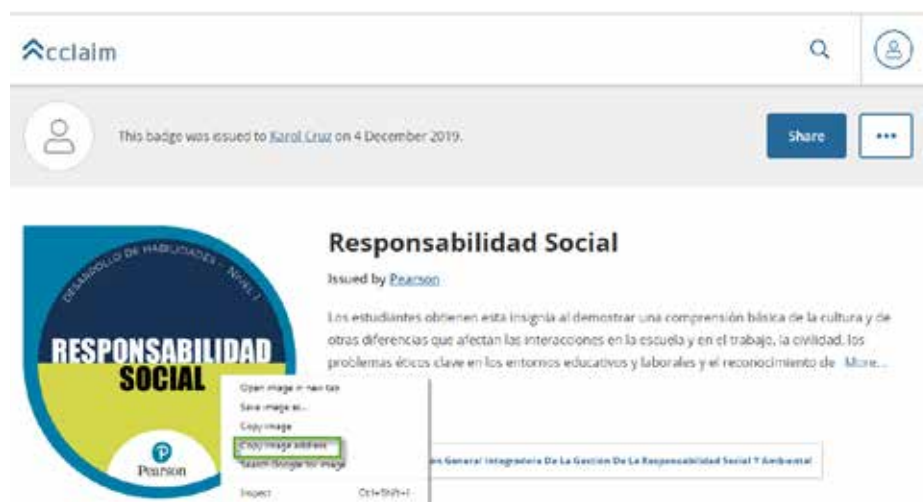 Acclaim
This badge was issued to Karol Cruz on 4 December 2019.
Share
...
Responsabilidad Social
Issued by Pearson
Los estudiantes obtienen esta insignia al demostrar una comprensión básica de la cultura y de
otras diferencias que afectan las interacciones en la escuela y en el trabajo, la civilidad, los
problemas éticos clave en los entornos educativos y laborales y el reconocimiento de More...
DESARROLLO DE HABILIDADES - NIVEL I
RESPONSABILIDAD
SOCIAL
Pearson
Open image in new tab
Save image as...
Copy image
Copy image address
Search Google for image
Inspect Ctrl+Shift+I
General Integradora De La Gestión De La Responsabilidad Social Y Ambiental